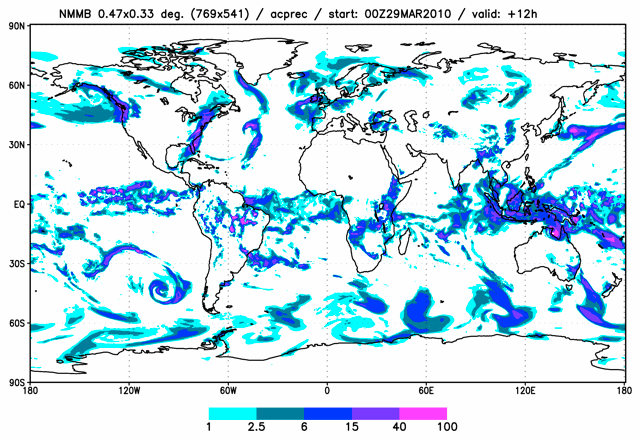 NMMB 0.47x0.33 deg. (769x541) / acprec / start: 00Z29MAR2010 / valid: +12h
90N
60N
30N
EQ
30S
60S
90S
180 120W 60W 0 60E 120E 180
1 2.5 6 15 40 100